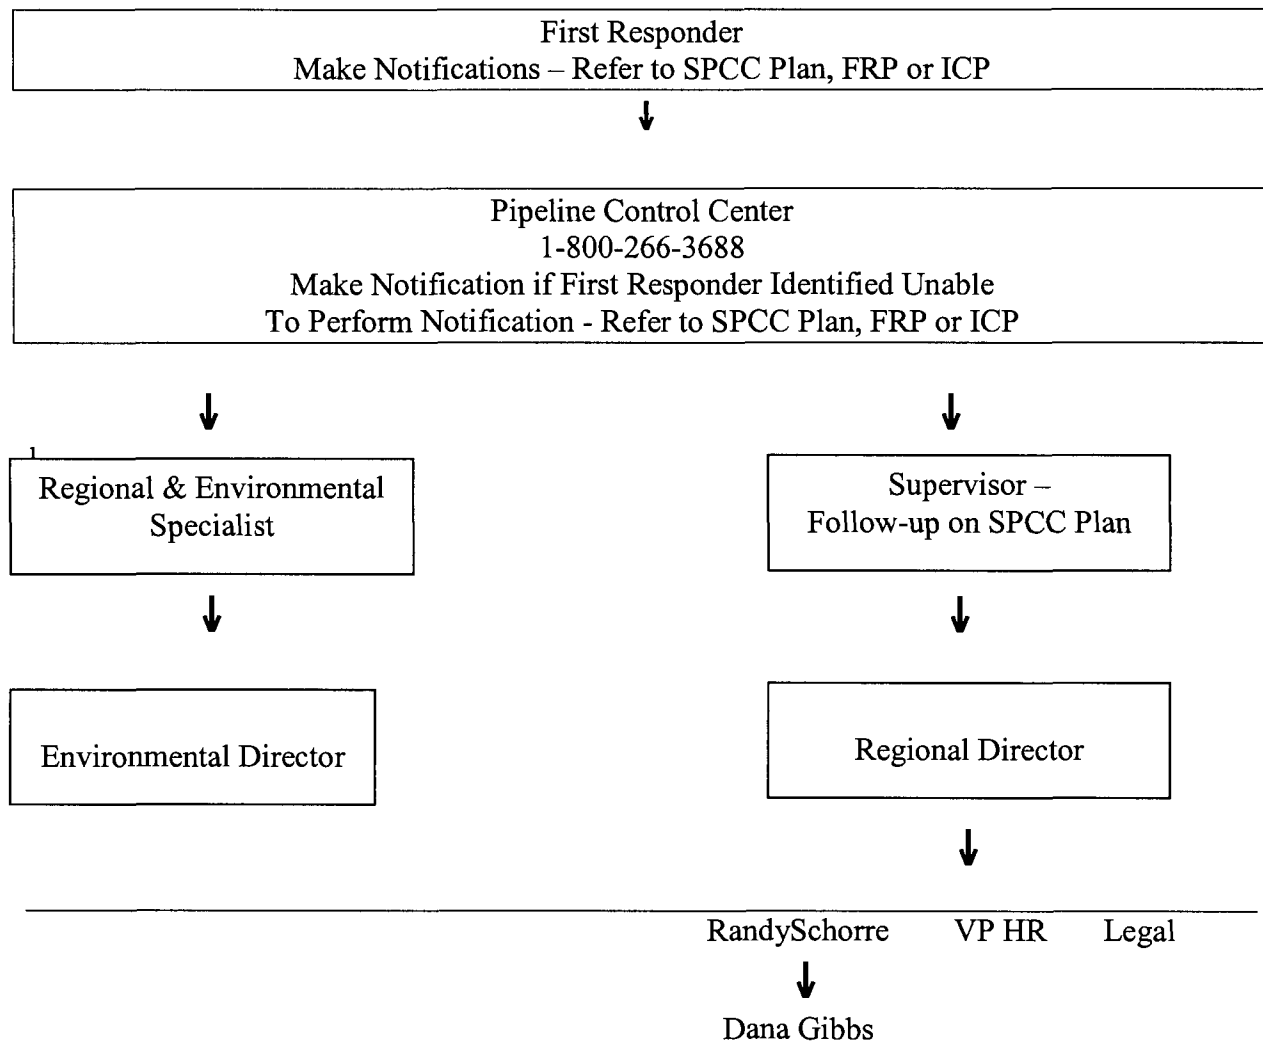 First Responder
Make Notifications – Refer to SPCC Plan, FRP or ICP
Pipeline Control Center
1-800-266-3688
Make Notification if First Responder Identified Unable
To Perform Notification - Refer to SPCC Plan, FRP or ICP
1
Regional & Environmental
Specialist
Supervisor –
Follow-up on SPCC Plan
Environmental Director
Regional Director
RandySchorre VP HR Legal
Dana Gibbs